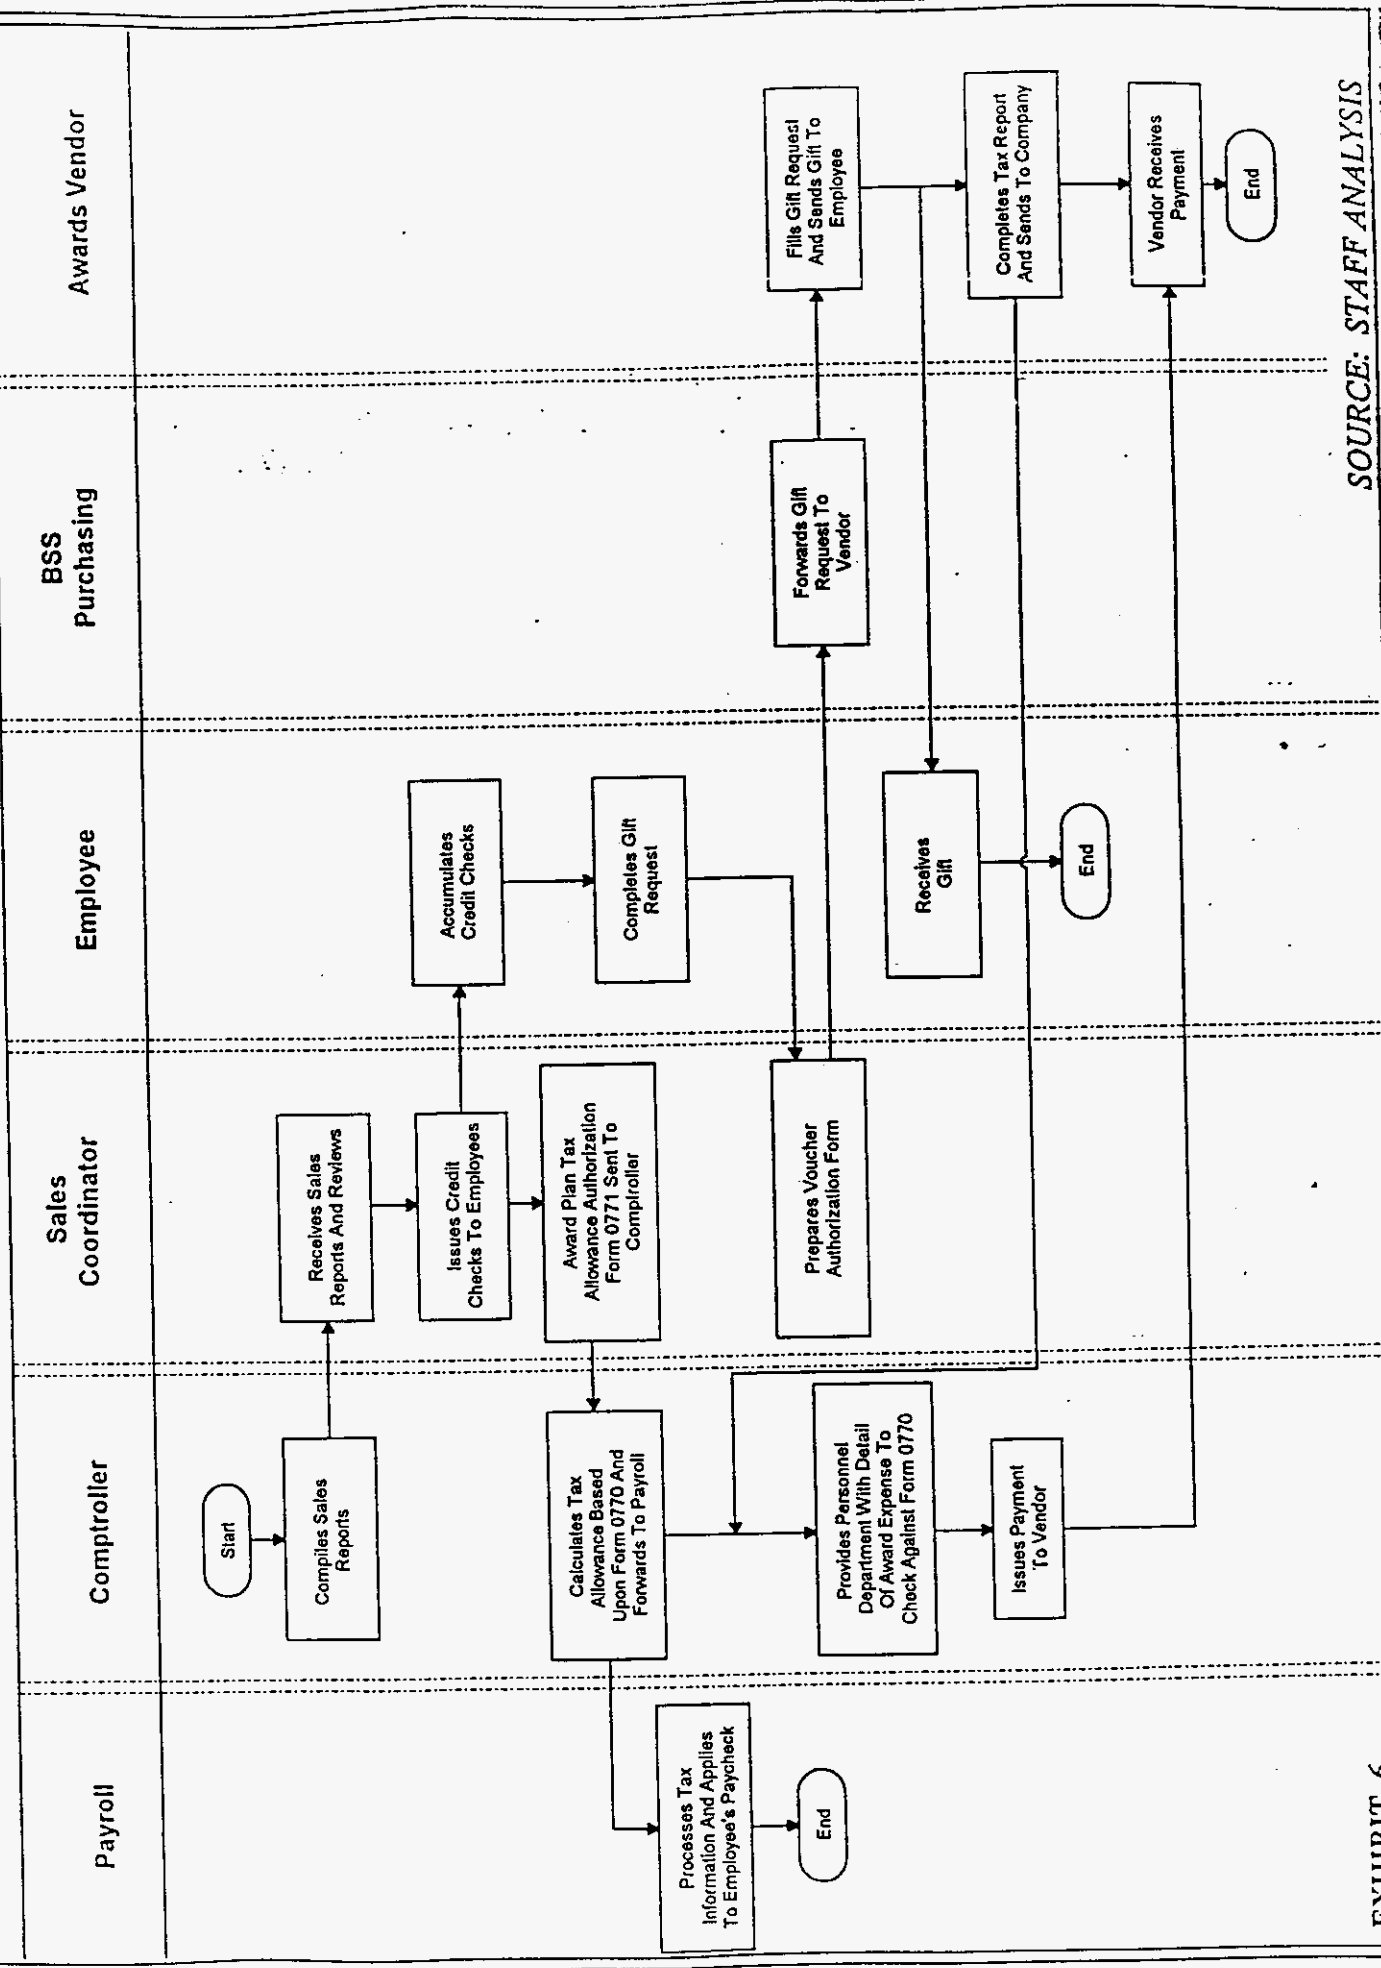 Payroll
Comptroller
Sales
Coordinator
Employee
BSS
Purchasing
Awards Vendor
Start
Compiles Sales
Reports
Receives Sales
Reports And Reviews
Issues Credit
Checks To Employees
Accumulates
Credit Checks
Award Plan Tax
Allowance Authorization
Form 0771 Sent To
Comptroller
Completes Gift
Request
Calculates Tax
Allowance Based
Upon Form 0770 And
Forwards To Payroll
Processes Tax
Information And Applies
To Employee's Paycheck
End
Prepares Voucher
Authorization Form
Forwards Gift
Request To
Vendor
Fills Gift Request
And Sends Gift To
Employee
Provides Personnel
Department With Detail
Of Award Expense To
Check Against Form 0770
Receives
Gift
End
Completes Tax Report
And Sends To Company
Issues Payment
To Vendor
Vendor Receives
Payment
End
EXHIBIT 6
SOURCE: STAFF ANALYSIS